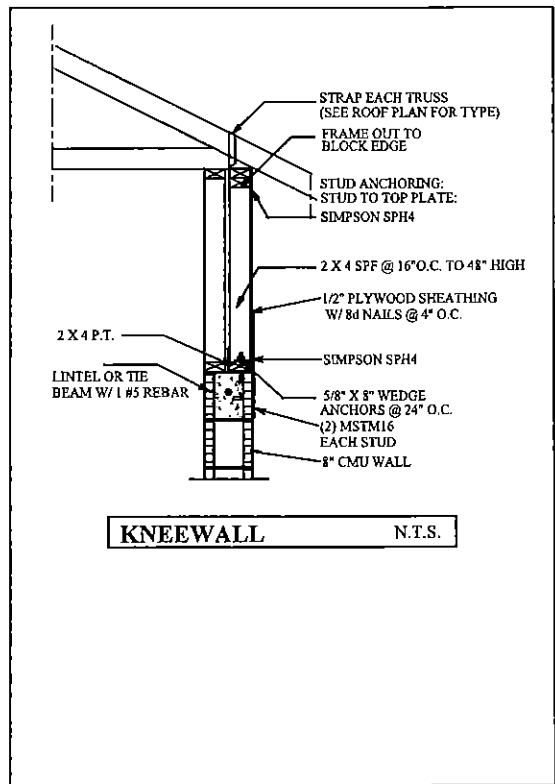 STRAP EACH TRUSS
(SEE ROOF PLAN FOR TYPE)
FRAME OUT TO
BLOCK EDGE
STUD ANCHORING:
STUD TO TOP PLATE:
SIMPSON SPH4
2 X 4 SPF @ 16" O.C. TO 48" HIGH
1/2" PLYWOOD SHEATHING
W/ 8d NAILS @ 4" O.C.
2 X 4 P.T.
SIMPSON SPH4
LINTEL OR TIE
BEAM W/ 1 #5 REBAR
5/8" X 8" WEDGE
ANCHORS @ 24" O.C.
(2) MSTM16
EACH STUD
8" CMU WALL
KNEEWALL N.T.S.